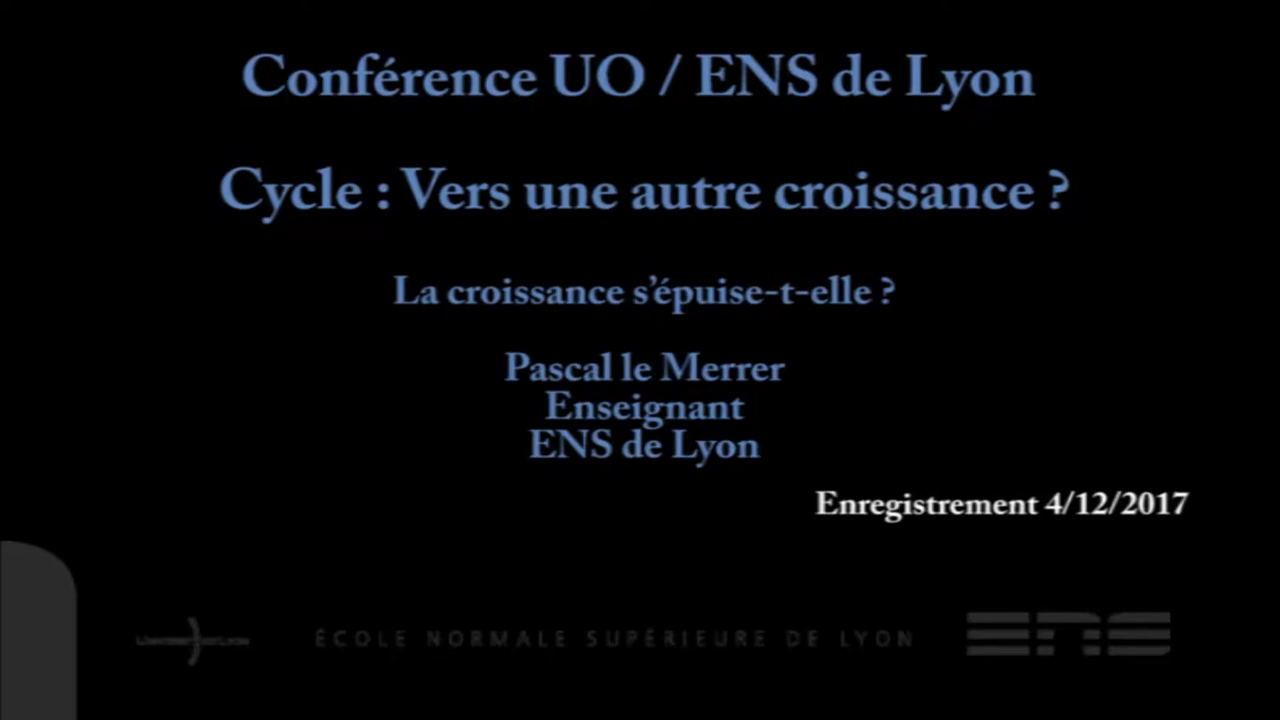 Conférence UO / ENS de Lyon
Cycle : Vers une autre croissance ?
La croissance s’épuise-t-elle ?
Pascal le Merrer
Enseignant
ENS de Lyon
Enregistrement 4/12/2017
ÉCOLE NORMALE SUPÉRIEURE DE LYON
ENS